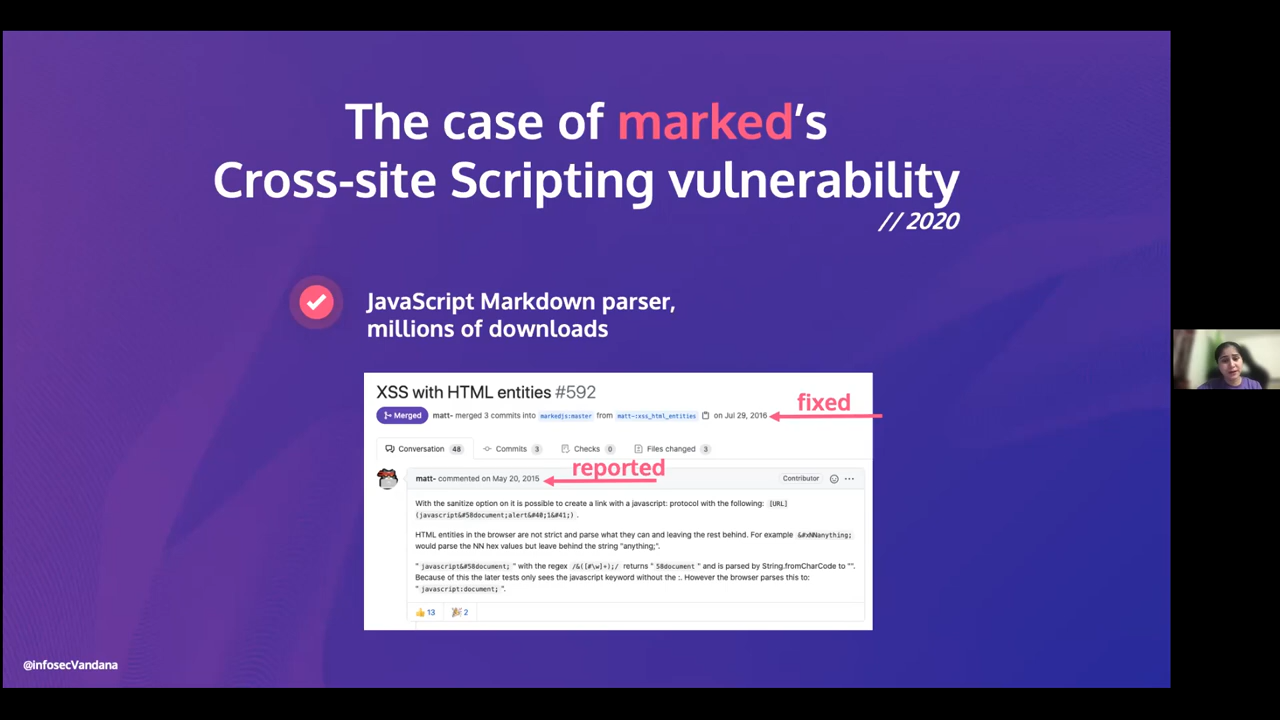 The case of marked's
Cross-site Scripting vulnerability
// 2020
JavaScript Markdown parser,
millions of downloads
XSS with HTML entities #592
Merged matt- merged 3 commits into markedjs:master from matt-:xss_html_entities on Jul 29, 2016
fixed
Conversation 48 Commits 3 Checks 0 Files changed 3
reported
matt- commented on May 20, 2015 Contributor
With the sanitize option on it is possible to create a link with a javascript: protocol with the following: [URL]
(javascript&#58document;alert&#40;1&#41;) .
HTML entities in the browser are not strict and parse what they can and leaving the rest behind. For example &#xNNanything;
would parse the NN hex values but leave behind the string "anything;".
" javascript&#58document; " with the regex /&([#\w]+);/ returns " 58document " and is parsed by String.fromCharCode to "".
Because of this the later tests only sees the javascript keyword without the :. However the browser parses this to:
" javascript:document; ".
13 2
@infosecVandana